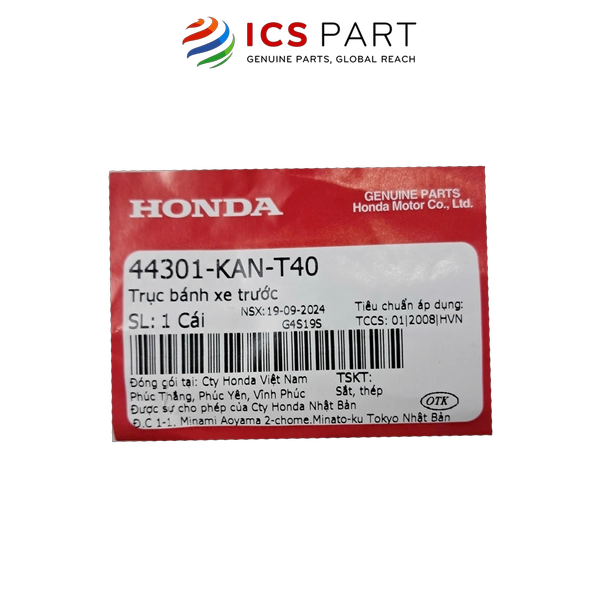 ICS PART
GENUINE PARTS, GLOBAL REACH
HONDA
GENUINE PARTS
Honda Motor Co., Ltd.
44301-KAN-T40
Trục bánh xe trước
SL: 1 Cái
NSX:19-09-2024
G4S19S
Tiêu chuẩn áp dụng:
TCCS: 01|2008|HVN
Đóng gói tại: Cty Honda Việt Nam
Phúc Thắng, Phúc Yên, Vĩnh Phúc
TSKT:
Sắt, thép
Được sự cho phép của Cty Honda Nhật Bản
Đ.C 1-1, Minami Aoyama 2-chome,Minato-ku Tokyo Nhật Bản
OTK